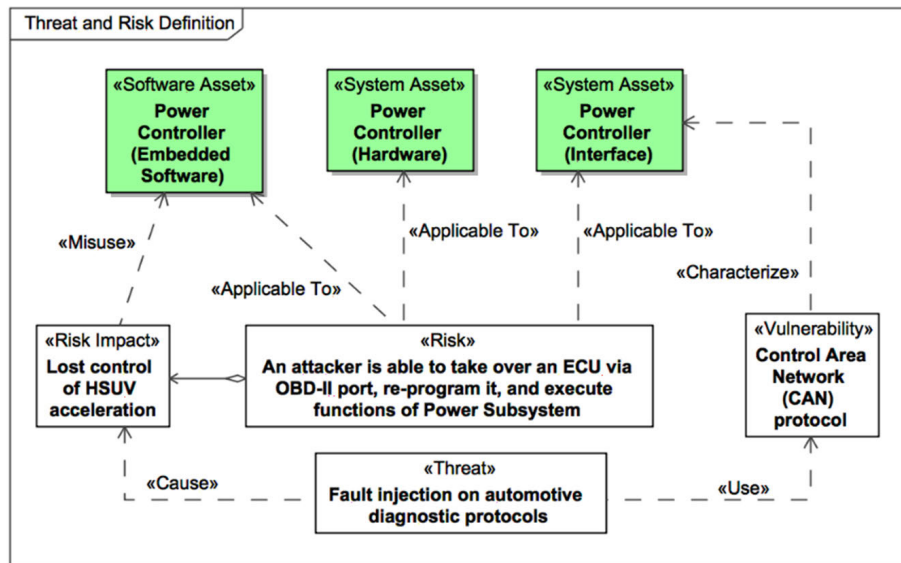 Threat and Risk Definition
«Software Asset»
Power
Controller
(Embedded
Software)
«System Asset»
Power
Controller
(Hardware)
«System Asset»
Power
Controller
(Interface)
«Misuse»
«Applicable To»
«Applicable To»
«Applicable To»
«Characterize»
«Risk Impact»
Lost control
of HSUV
acceleration
«Risk»
An attacker is able to take over an ECU via
OBD-II port, re-program it, and execute
functions of Power Subsystem
«Vulnerability»
Control Area
Network
(CAN)
protocol
«Threat»
Fault injection on automotive
diagnostic protocols
«Cause»
«Use»